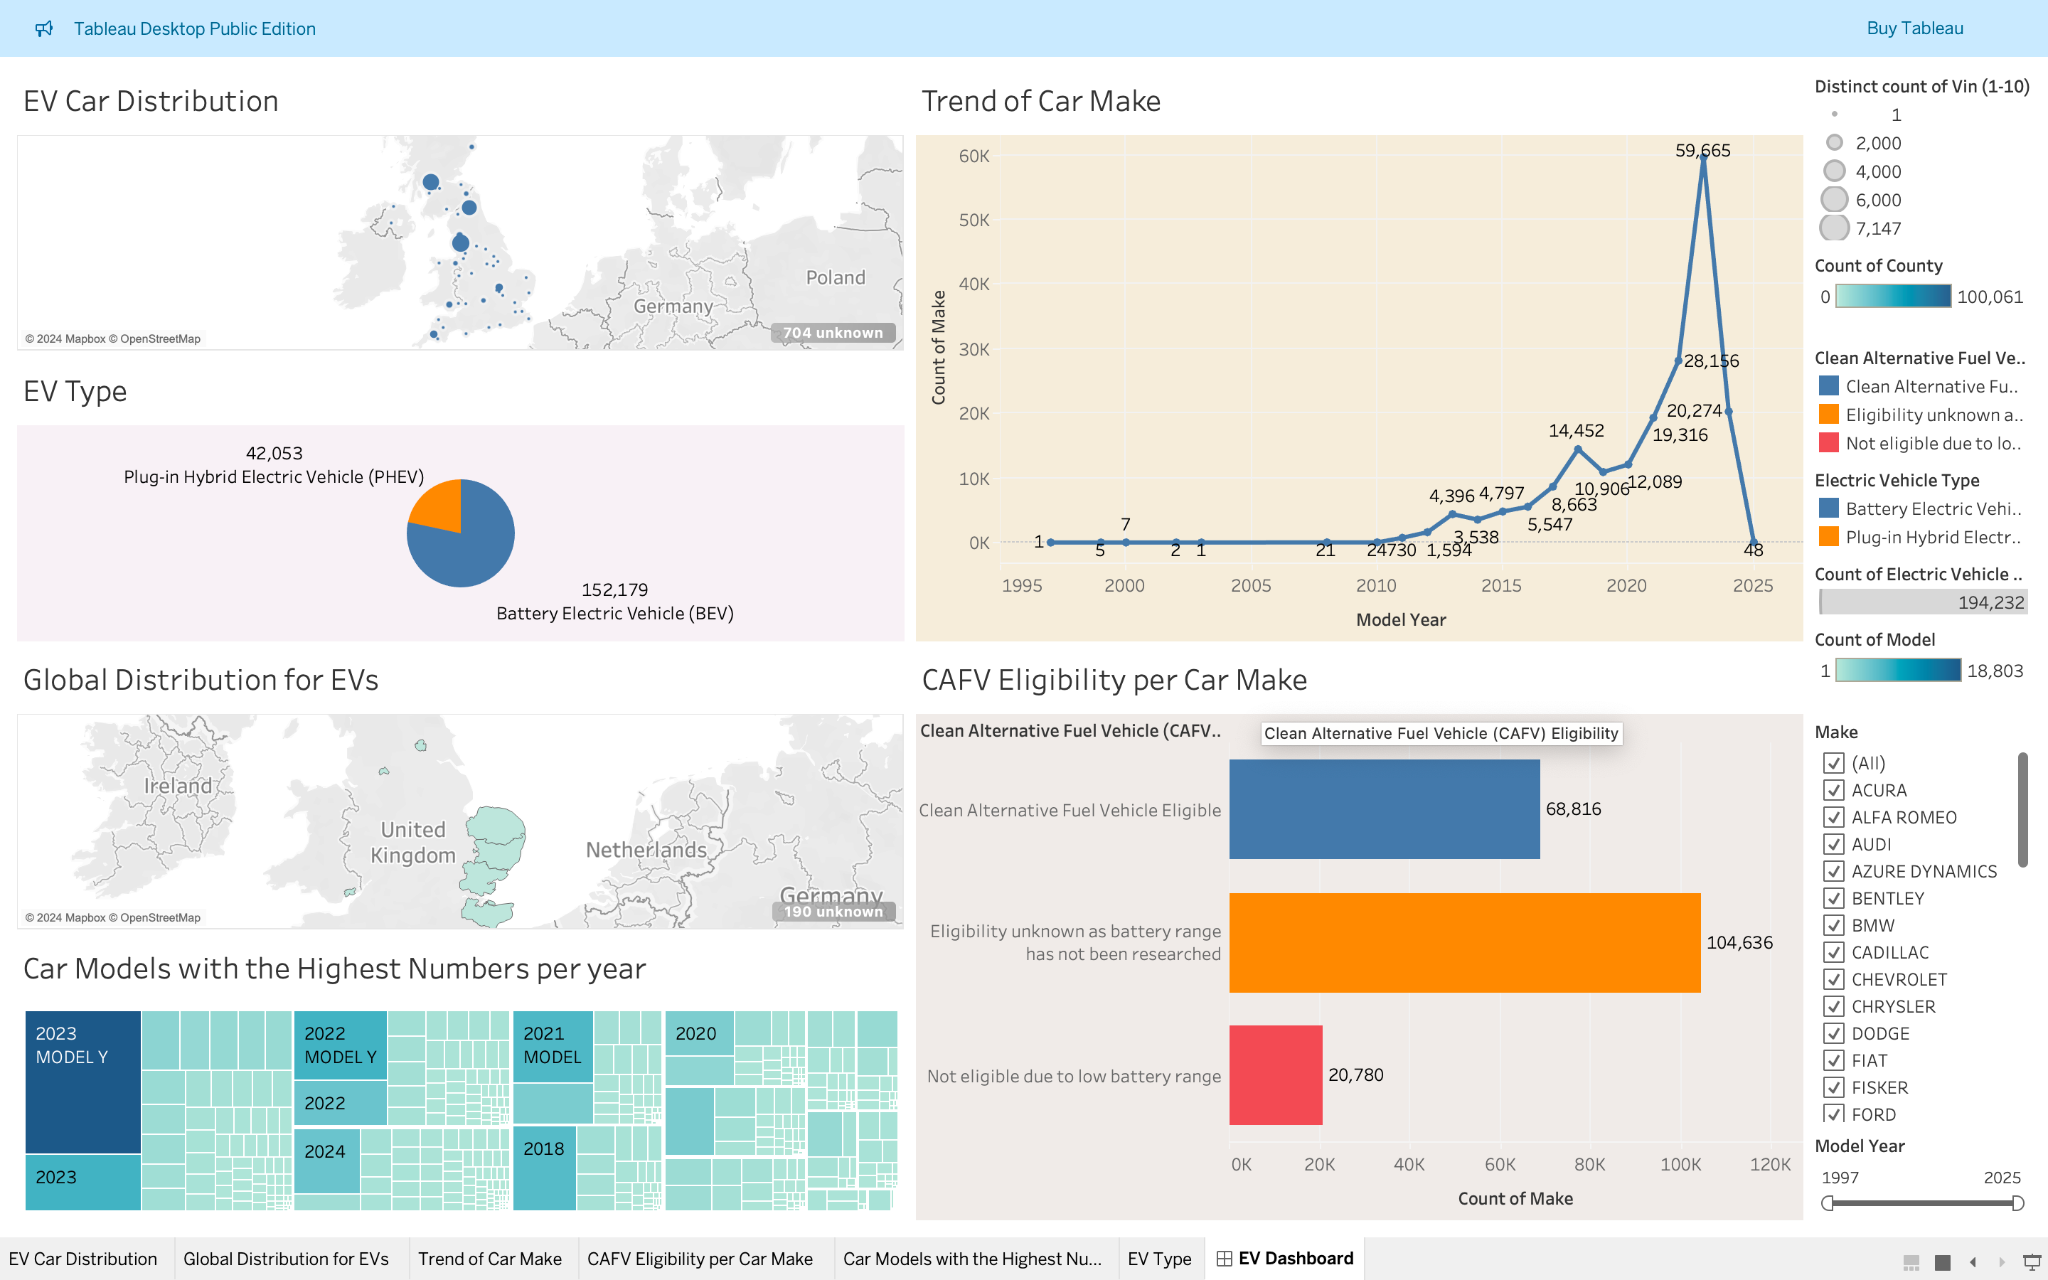 Tableau Desktop Public Edition
Buy Tableau
EV Car Distribution
Poland
Germany
704 unknown
© 2024 Mapbox © OpenStreetMap
EV Type
42,053
Plug-in Hybrid Electric Vehicle (PHEV)
152,179
Battery Electric Vehicle (BEV)
Global Distribution for EVs
Ireland
United
Kingdom
Netherlands
Germany
190 unknown
© 2024 Mapbox © OpenStreetMap
Car Models with the Highest Numbers per year
2023
MODEL Y
2023
2022
MODEL Y
2022
2024
2021
MODEL
2018
2020
Trend of Car Make
Count of Make
60K
50K
40K
30K
20K
10K
0K
59,665
28,156
20,274
19,316
14,452
12,089
10,906
8,663
5,547
4,396
4,797
3,538
1,594
1
5
7
2
1
21
24730
48
1995
2000
2005
2010
2015
2020
2025
Model Year
CAFV Eligibility per Car Make
Clean Alternative Fuel Vehicle (CAFV..
Clean Alternative Fuel Vehicle (CAFV) Eligibility
Clean Alternative Fuel Vehicle Eligible
68,816
Eligibility unknown as battery range
has not been researched
104,636
Not eligible due to low battery range
20,780
0K
20K
40K
60K
80K
100K
120K
Count of Make
Distinct count of Vin (1-10)
1
2,000
4,000
6,000
7,147
Count of County
0
100,061
Clean Alternative Fuel Ve..
Clean Alternative Fu..
Eligibility unknown a..
Not eligible due to lo..
Electric Vehicle Type
Battery Electric Vehi..
Plug-in Hybrid Electr..
Count of Electric Vehicle ..
194,232
Count of Model
1
18,803
Make
(All)
ACURA
ALFA ROMEO
AUDI
AZURE DYNAMICS
BENTLEY
BMW
CADILLAC
CHEVROLET
CHRYSLER
DODGE
FIAT
FISKER
FORD
Model Year
1997
2025
EV Car Distribution
Global Distribution for EVs
Trend of Car Make
CAFV Eligibility per Car Make
Car Models with the Highest Nu...
EV Type
EV Dashboard